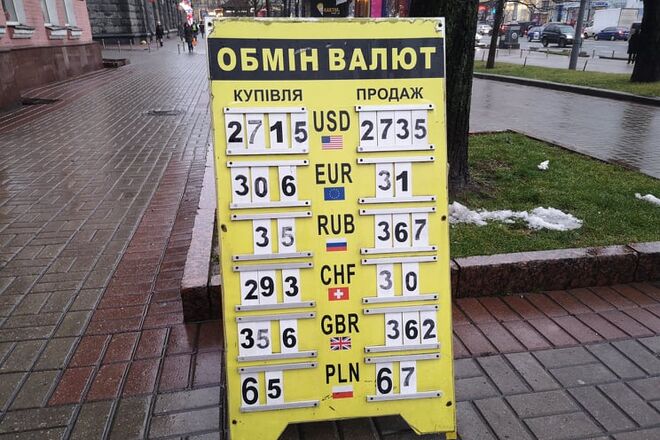 ОБМІН ВАЛЮТ
КУПІВЛЯ ПРОДАЖ
2715 USD 2735
306 EUR 31
35 RUB 367
293 CHF 30
356 GBR 362
65 PLN 67